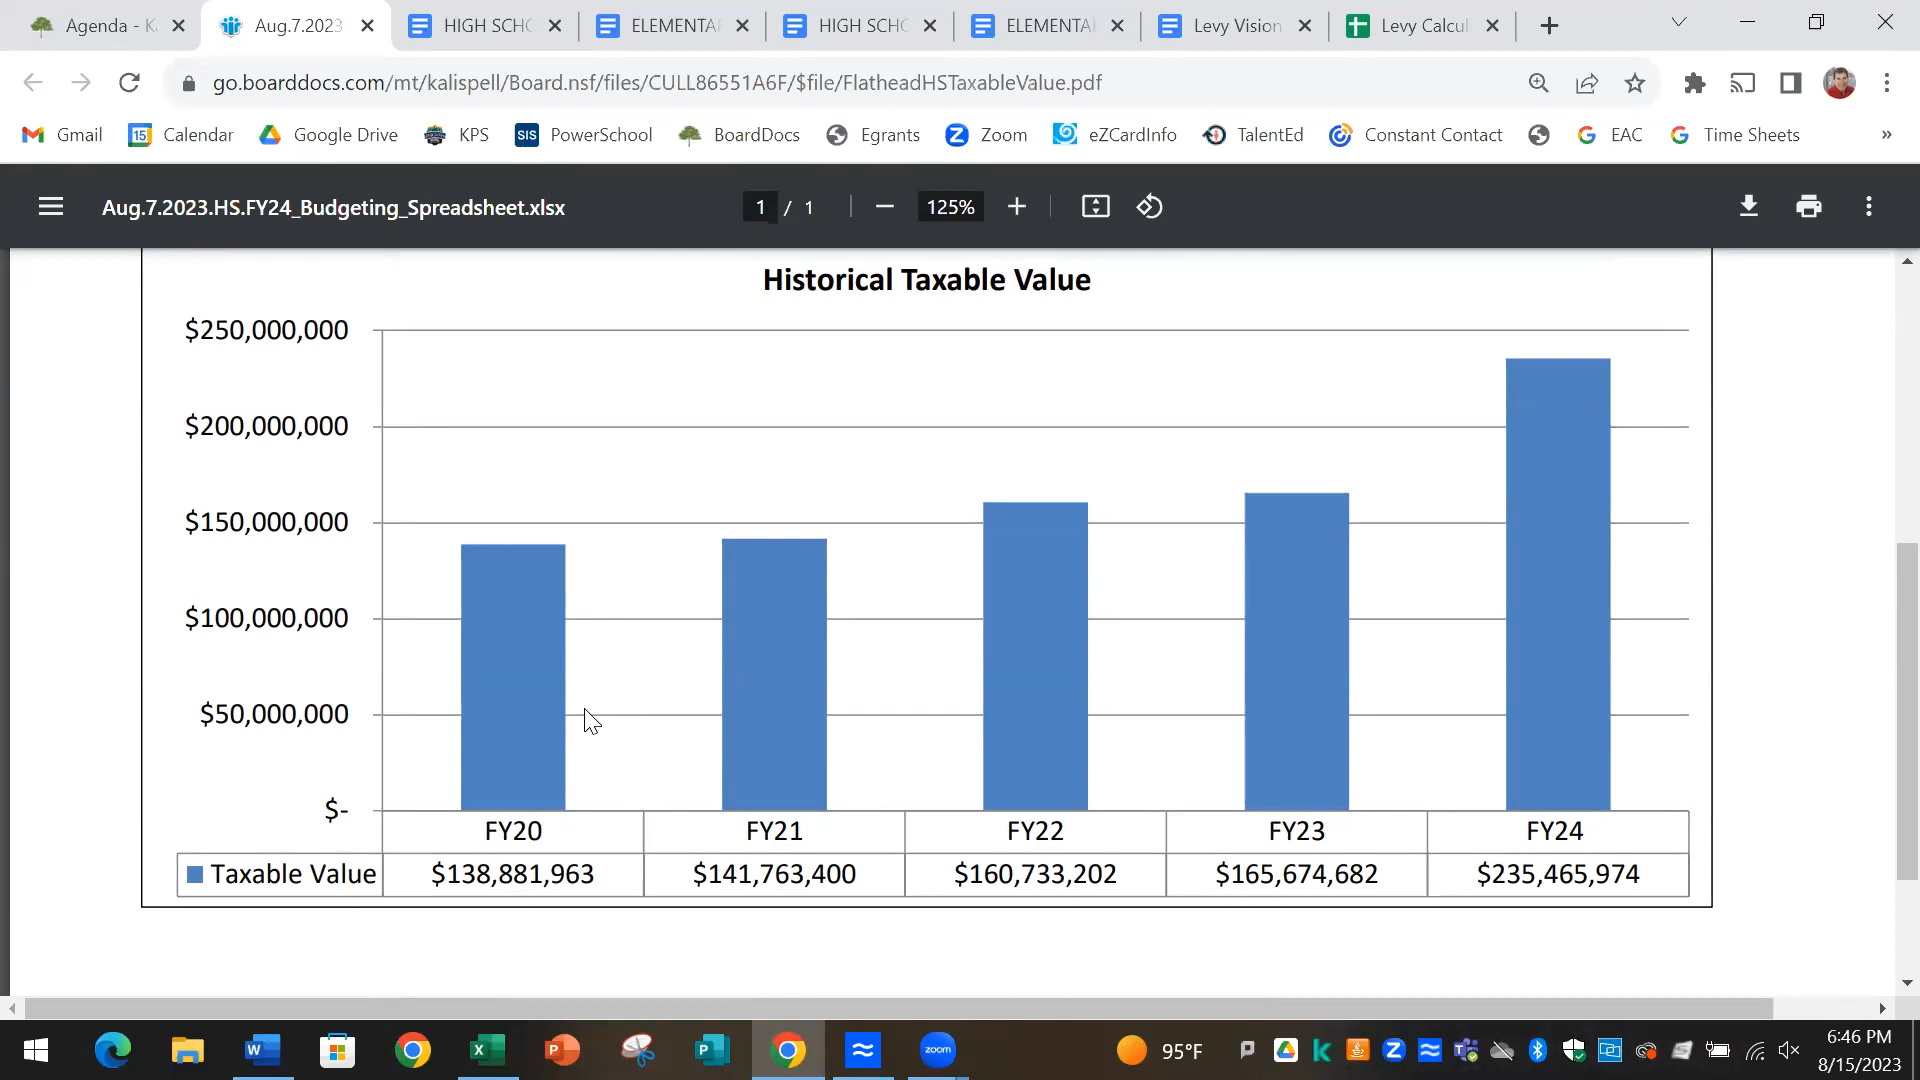 Agenda - K
Aug.7.2023
HIGH SCHO
ELEMENTA
HIGH SCHO
ELEMENTA
Levy Vision
Levy Calcul
go.boarddocs.com/mt/kalispell/Board.nsf/files/CULL86551A6F/$file/FlatheadHSTaxableValue.pdf
Gmail
15 Calendar
Google Drive
KPS
SIS PowerSchool
BoardDocs
Egrants
Zoom
eZCardInfo
TalentEd
Constant Contact
EAC
Time Sheets
»
Aug.7.2023.HS.FY24_Budgeting_Spreadsheet.xlsx
1 / 1
125%
Historical Taxable Value
$250,000,000
$200,000,000
$150,000,000
$100,000,000
$50,000,000
$-
FY20 FY21 FY22 FY23 FY24
Taxable Value $138,881,963 $141,763,400 $160,733,202 $165,674,682 $235,465,974
zoom
95°F
6:46 PM
8/15/2023